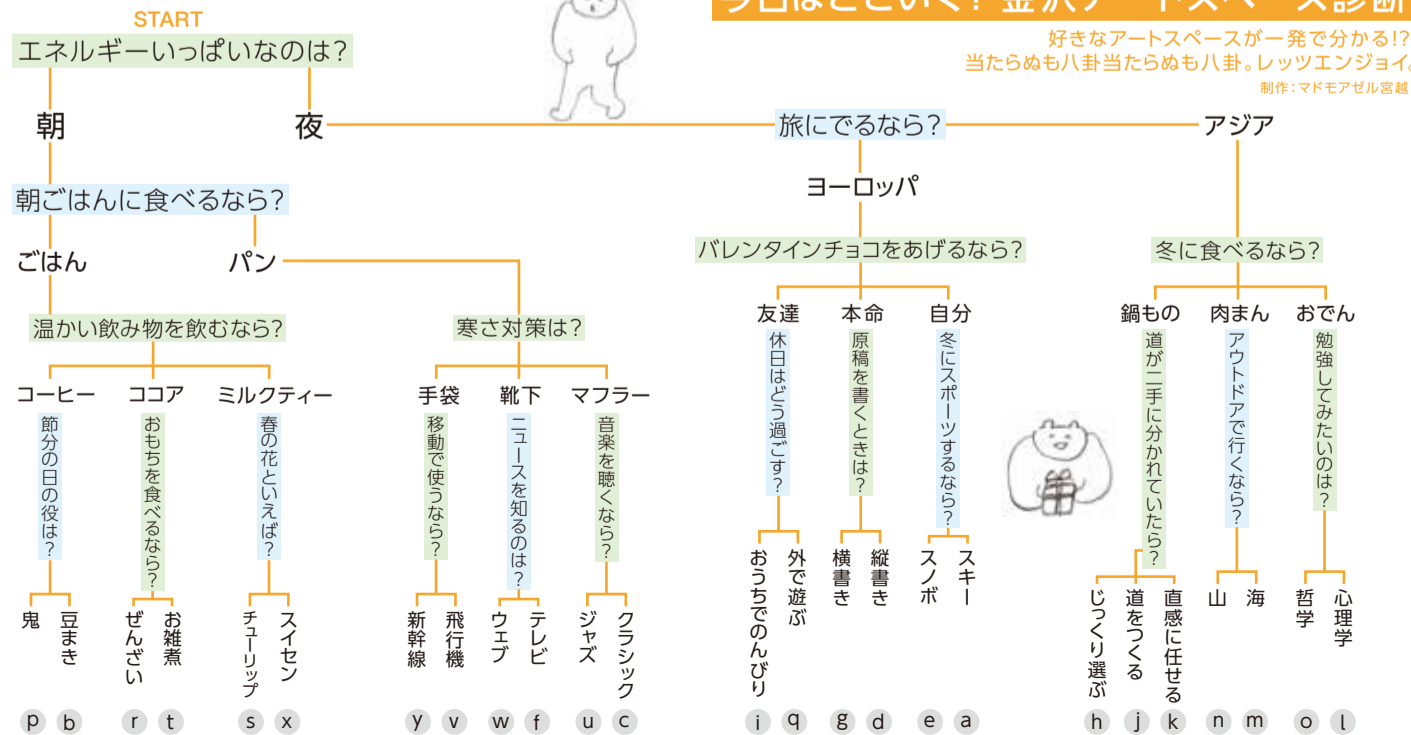 今日はどこいく？金沢アートスペース診断
好きなアートスペースが一発で分かる!?
当たらぬも八卦当たらぬも八卦。レッツエンジョイ。
制作：マドモアゼル宮越
START
エネルギーいっぱいなのは？
朝
夜
旅にでるなら？
アジア
ヨーロッパ
朝ごはんに食べるなら？
ごはん
パン
バレンタインチョコをあげるなら？
冬に食べるなら？
温かい飲み物を飲むなら？
寒さ対策は？
友達
本命
自分
鍋もの
肉まん
おでん
コーヒー
ココア
ミルクティー
手袋
靴下
マフラー
節分の日の役は？
おもちを食べるなら？
春の花といえば？
移動で使うなら？
ニュースを知るのは？
音楽を聴くなら？
休日はどう過ごす？
原稿を書くときは？
冬にスポーツするなら？
道が二手に分かれていたら？
アウトドアで行くなら？
勉強してみたいのは？
鬼
豆まき
ぜんざい
お雑煮
チューリップ
スイセン
新幹線
飛行機
ウェブ
テレビ
ジャズ
クラシック
おうちでのんびり
外で遊ぶ
横書き
縦書き
スノボ
スキー
じっくり選ぶ
道をつくる
直感に任せる
山
海
哲学
心理学
p b r t s x y v w f u c i q g d e a h j k n m o l